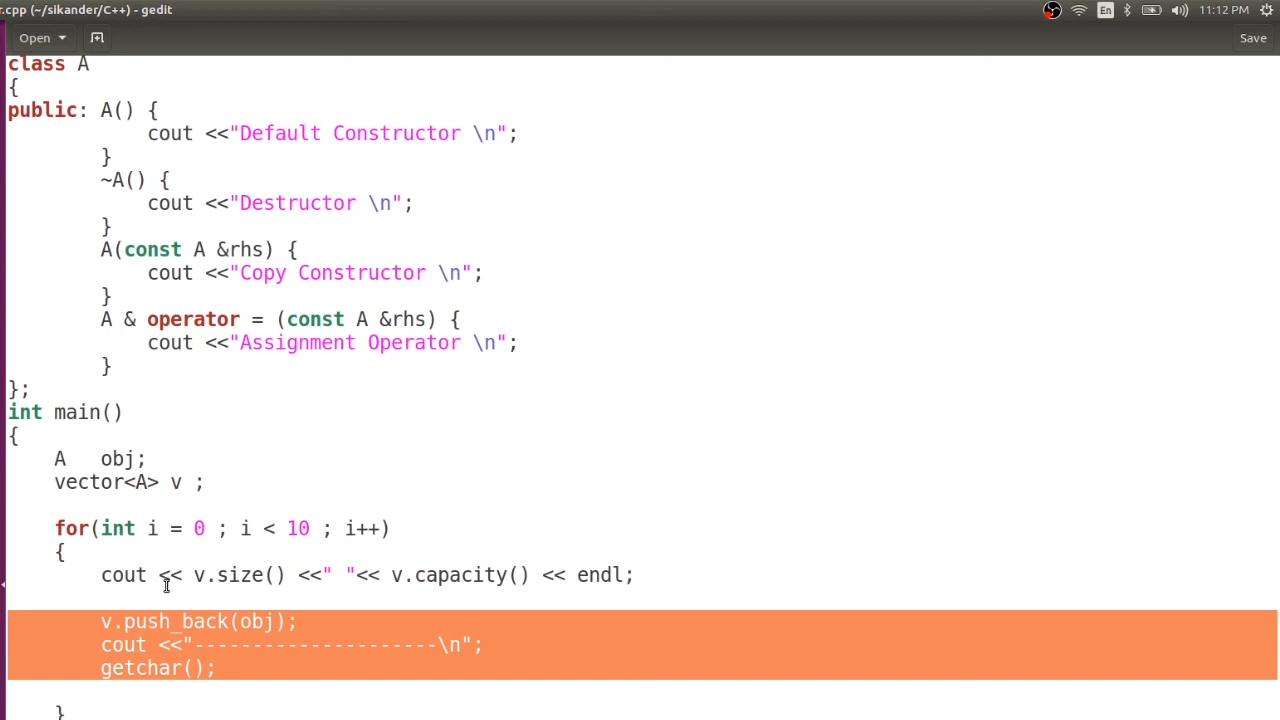 r.cpp (~/sikander/C++) - gedit
En
11:12 PM
Open
Save
class A
{
public: A() {
cout <<"Default Constructor \n";
}
~A() {
cout <<"Destructor \n";
}
A(const A &rhs) {
cout <<"Copy Constructor \n";
}
A & operator = (const A &rhs) {
cout <<"Assignment Operator \n";
}
};
int main()
{
A   obj;
vector<A> v ;
for(int i = 0 ; i < 10 ; i++)
{
cout << v.size() <<" "<< v.capacity() << endl;
v.push_back(obj);
cout <<"---------------------\n";
getchar();
}